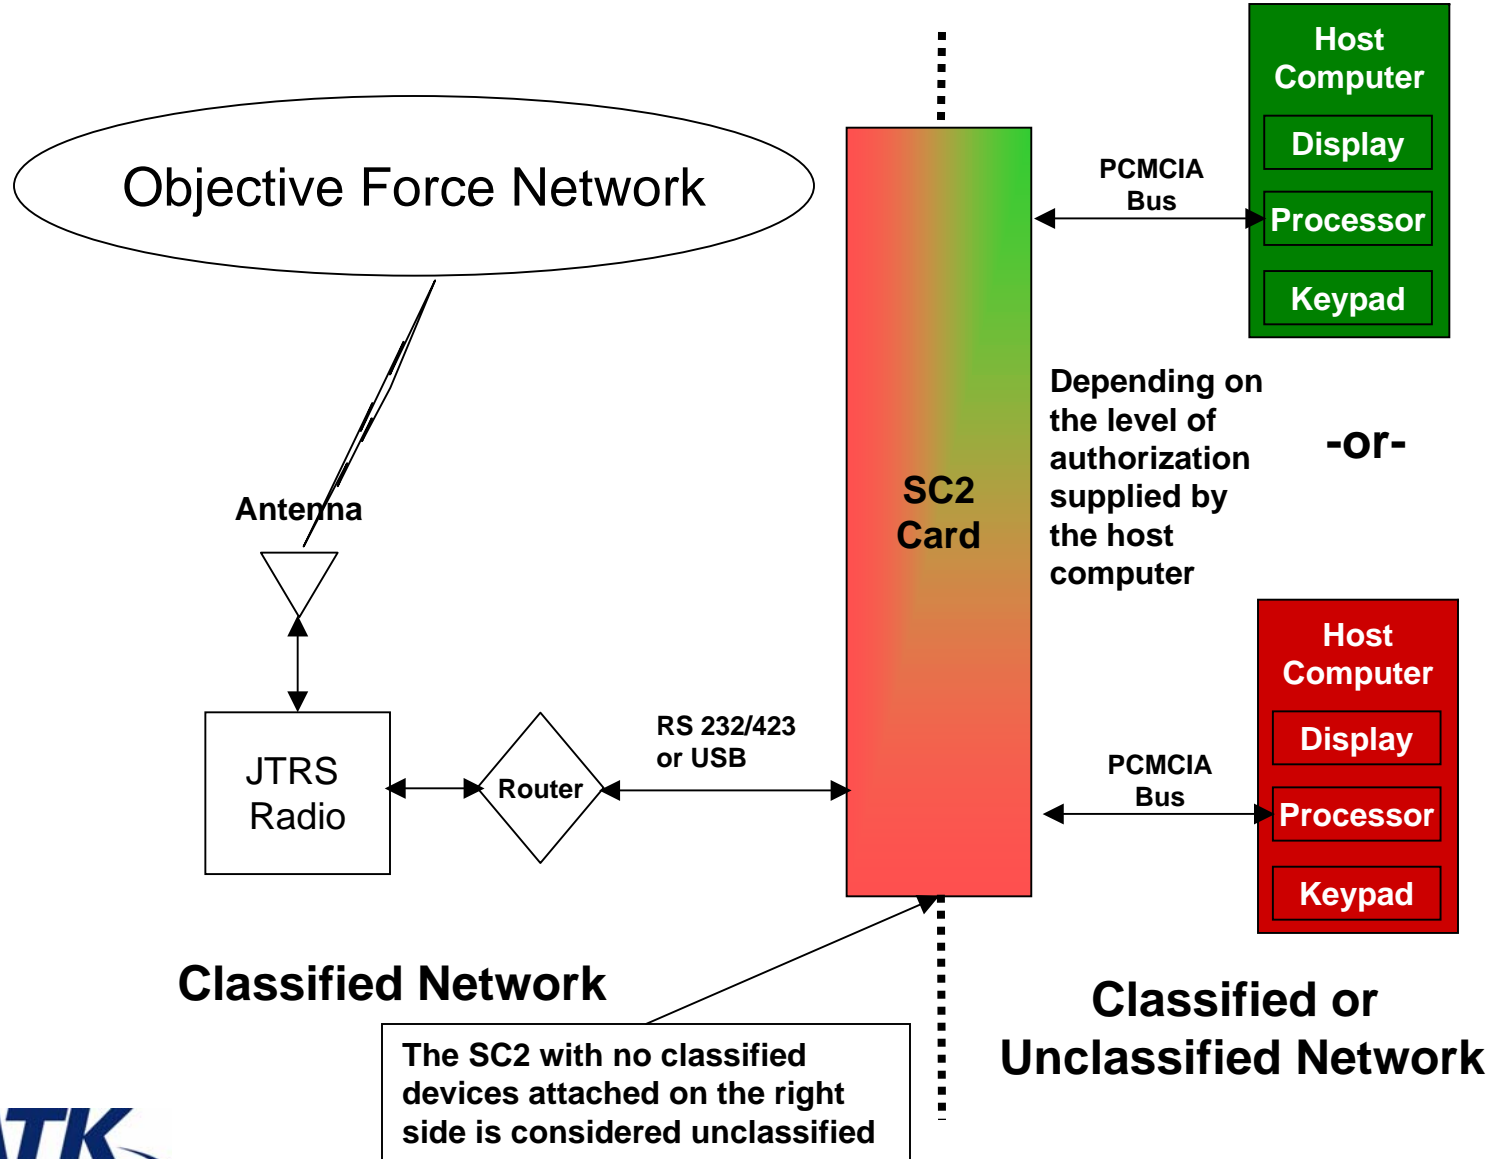 Host
Computer
Display
Processor
Keypad
PCMCIA
Bus
Objective Force Network
Depending on
the level of
authorization
supplied by
the host
computer
-or-
SC2
Card
Antenna
Host
Computer
Display
Processor
Keypad
PCMCIA
Bus
RS 232/423
or USB
JTRS
Radio
Router
Classified Network
Classified or
Unclassified Network
The SC2 with no classified
devices attached on the right
side is considered unclassified
ATK